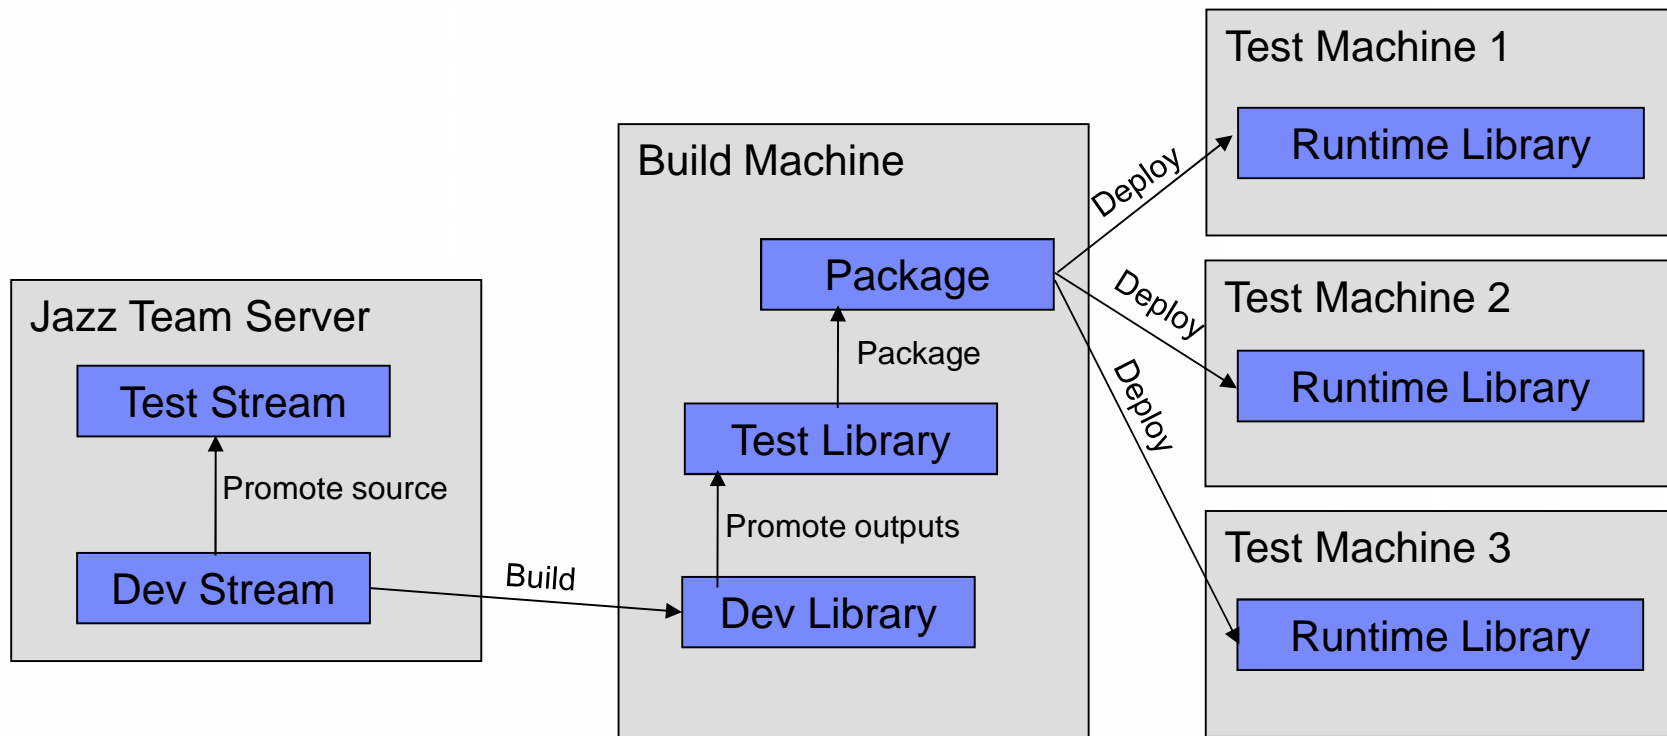 Jazz Team Server
Test Stream
Promote source
Dev Stream
Build
Build Machine
Package
Package
Test Library
Promote outputs
Dev Library
Deploy
Deploy
Deploy
Test Machine 1
Runtime Library
Test Machine 2
Runtime Library
Test Machine 3
Runtime Library